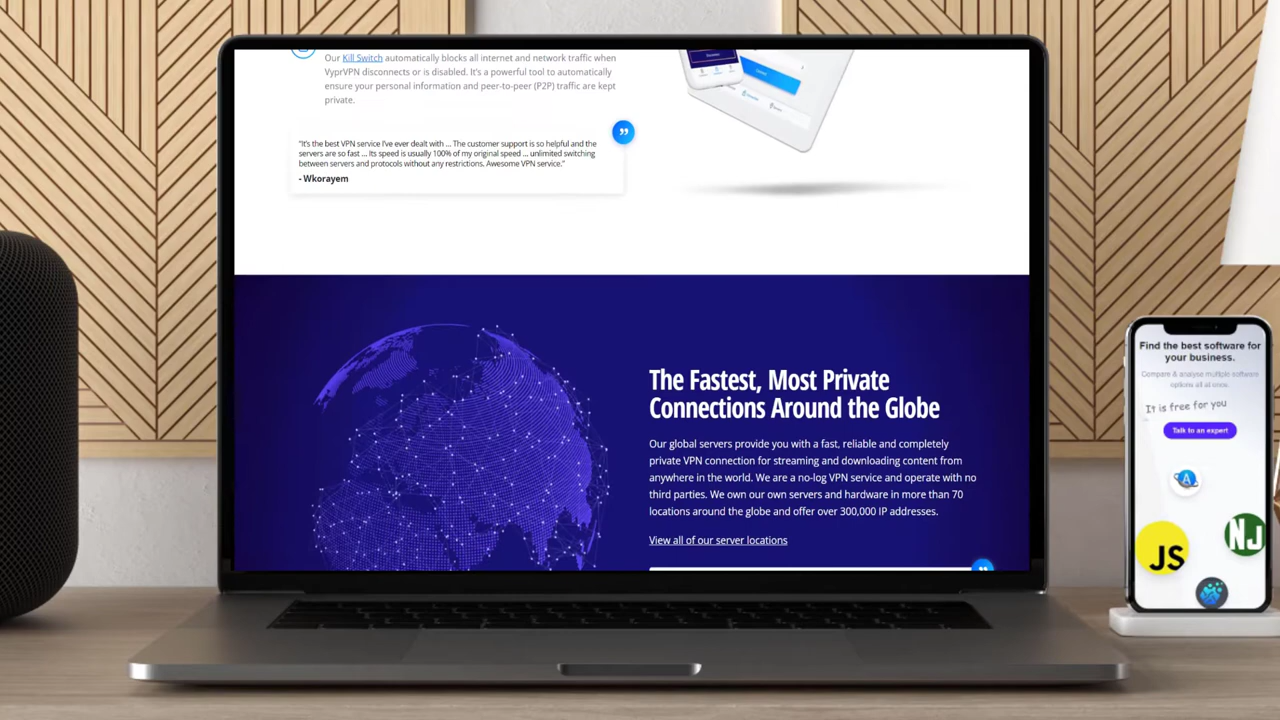 Our Kill Switch automatically blocks all internet and network traffic when
VyprVPN disconnects or is disabled. It's a powerful tool to automatically
ensure your personal information and peer-to-peer (P2P) traffic are kept
private.
"It's the best VPN service I've ever dealt with ... The customer support is so helpful and the
servers are so fast ... Its speed is usually 100% of my original speed ... unlimited switching
between servers and protocols without any restrictions. Awesome VPN service."
- Wkorayem
The Fastest, Most Private
Connections Around the Globe
Our global servers provide you with a fast, reliable and completely
private VPN connection for streaming and downloading content from
anywhere in the world. We are a no-log VPN service and operate with no
third parties. We own our own servers and hardware in more than 70
locations around the globe and offer over 300,000 IP addresses.
View all of our server locations
Find the best software for
your business.
Compare & analyse multiple software
options all at once.
It is free for you
Talk to an expert
A
JS
NJ